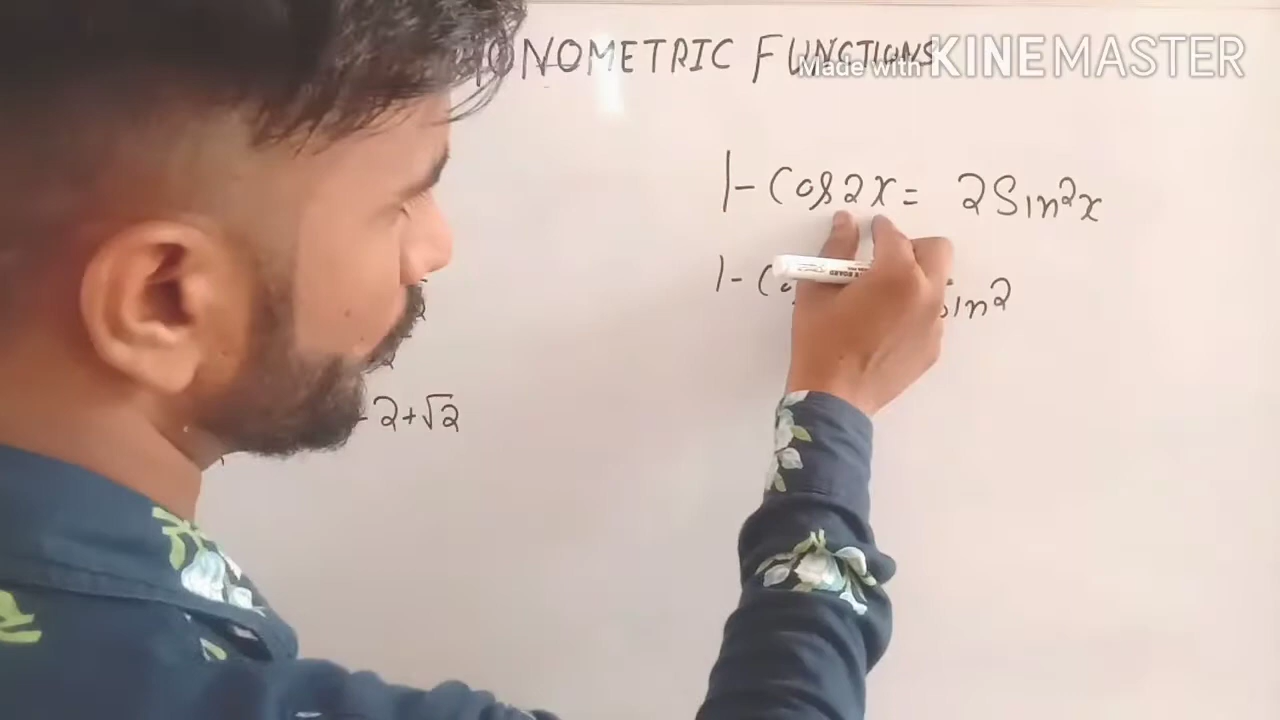 ONOMETRIC FUNCTIONS
Made with KINEMASTER
1 - Cos2x = 2Sin²x
1 - Co in²
2+√2